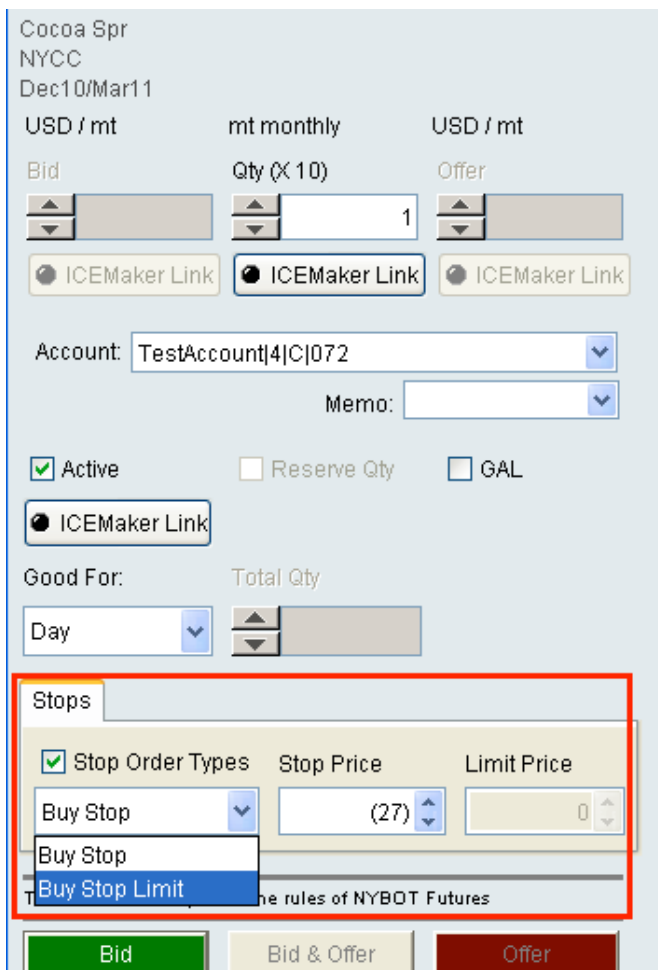 Cocoa Spr
NYCC
Dec10/Mar11
USD / mt mt monthly USD / mt
Bid Qty (X 10) Offer
1
ICEMaker Link ICEMaker Link ICEMaker Link
Account: TestAccount|4|C|072
Memo:
Active Reserve Qty GAL
ICEMaker Link
Good For: Total Qty
Day
Stops
Stop Order Types Stop Price Limit Price
Buy Stop (27) 0
Buy Stop
Buy Stop Limit
rules of NYBOT Futures
Bid Bid & Offer Offer